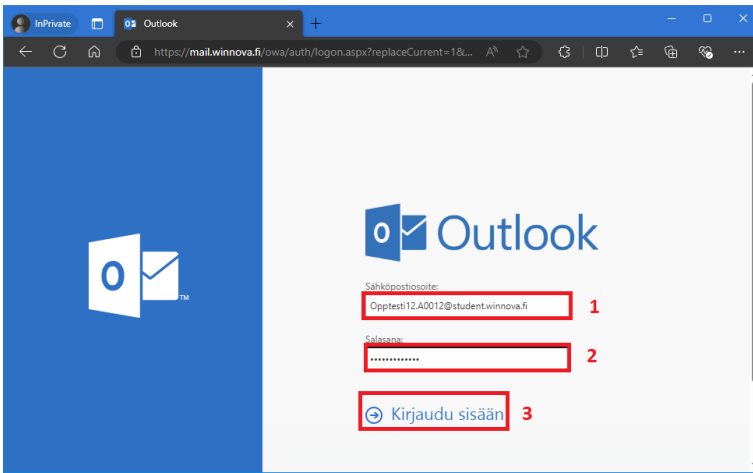 InPrivate
Outlook
https://mail.winnova.fi/owa/auth/logon.aspx?replaceCurrent=1&...
Outlook
Sähköpostiosoite:
Opptesti12.A0012@student.winnova.fi
1
Salasana:
•••••••••••••
2
Kirjaudu sisään
3
TM